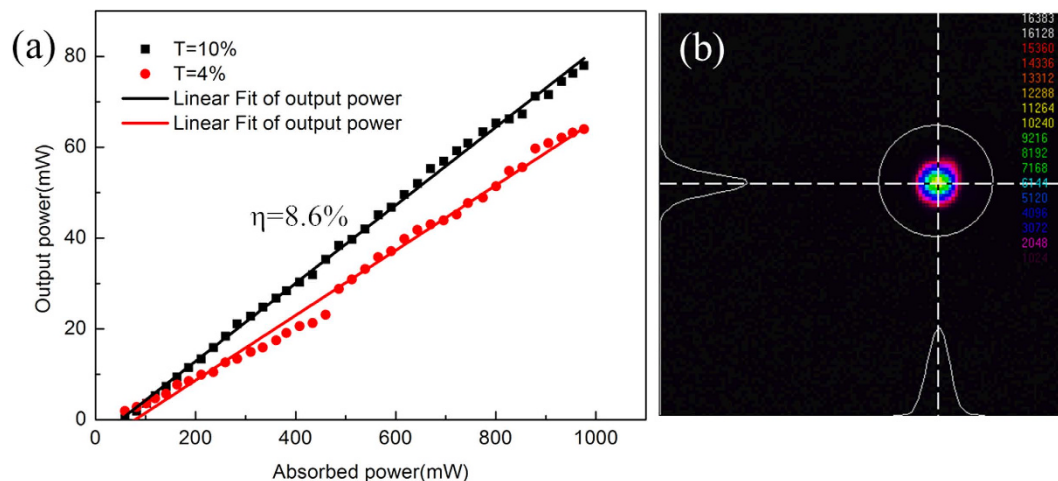 (a)
T=10%
T=4%
Linear Fit of output power
Linear Fit of output power
η=8.6%
Output power(mW)
80
60
40
20
0
0 200 400 600 800 1000
Absorbed power(mW)
(b)
16383
16128
15360
14336
13312
12288
11264
10240
9216
8192
7168
6144
5120
4096
3072
2048
1024